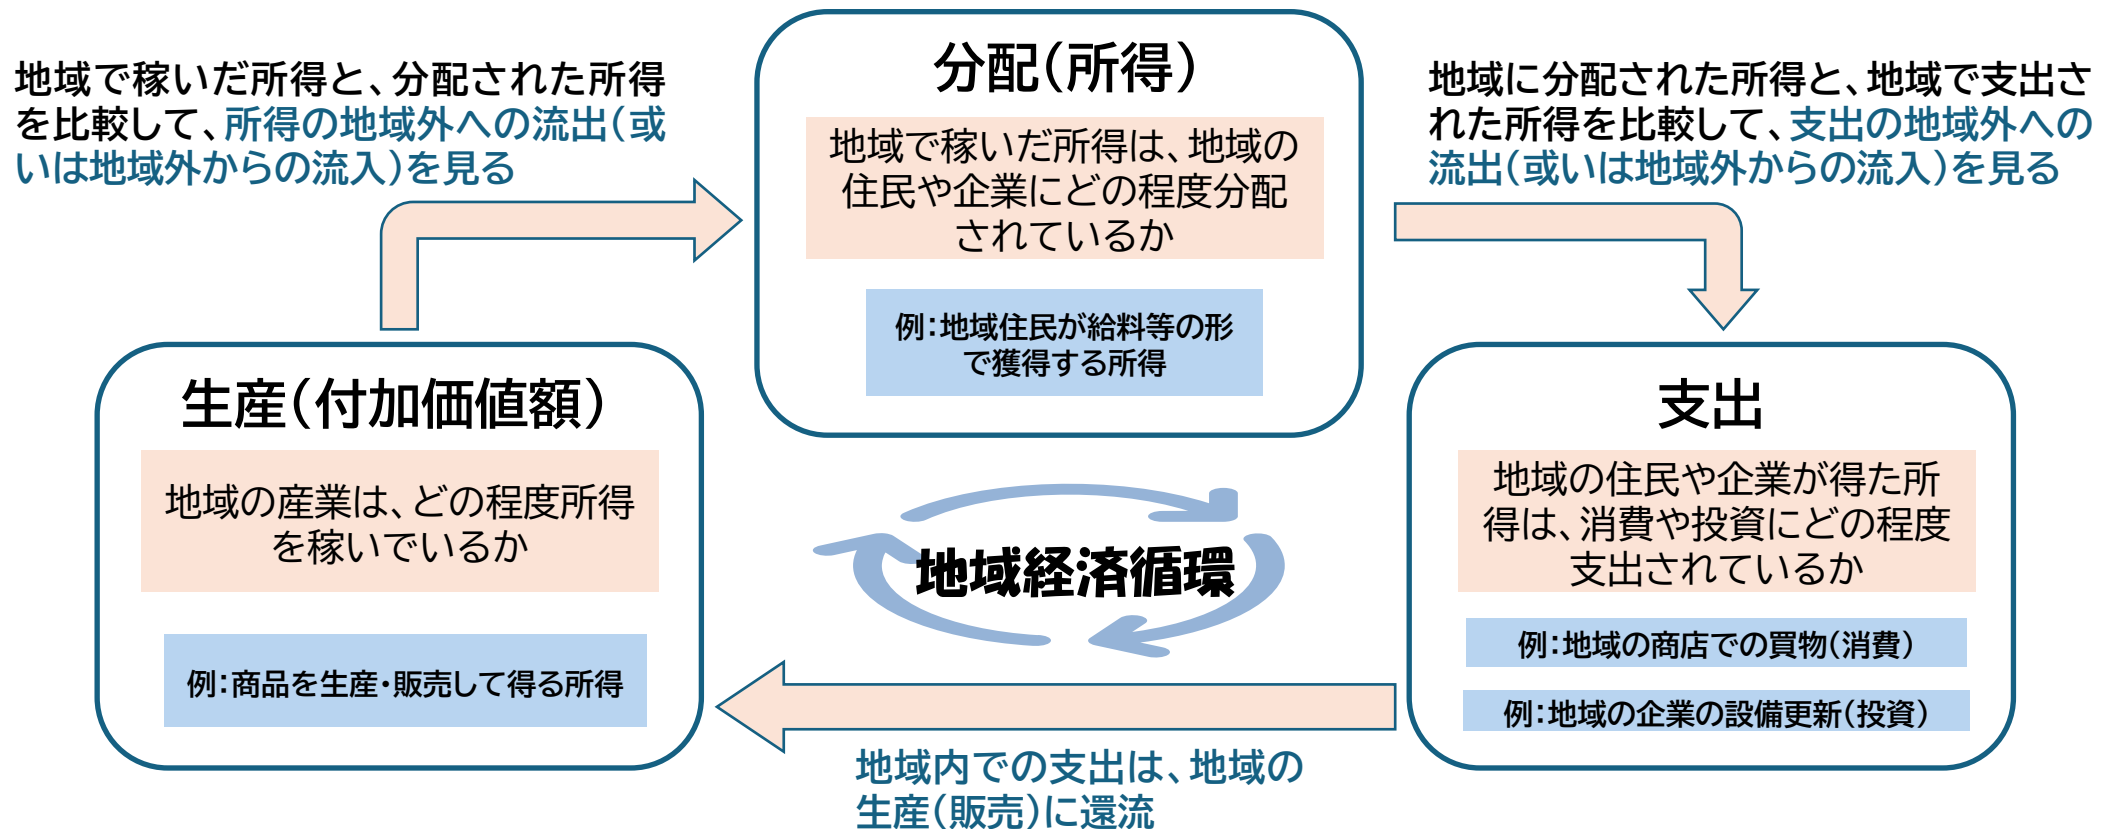 分配（所得）
地域で稼いだ所得は、地域の
住民や企業にどの程度分配
されているか
例：地域住民が給料等の形
で獲得する所得
地域で稼いだ所得と、分配された所得
を比較して、所得の地域外への流出（或
いは地域外からの流入）を見る
地域に分配された所得と、地域で支出さ
れた所得を比較して、支出の地域外への
流出（或いは地域外からの流入）を見る
生産（付加価値額）
地域の産業は、どの程度所得
を稼いでいるか
例：商品を生産・販売して得る所得
地域経済循環
支出
地域の住民や企業が得た所
得は、消費や投資にどの程度
支出されているか
例：地域の商店での買物（消費）
例：地域の企業の設備更新（投資）
地域内での支出は、地域の
生産（販売）に還流